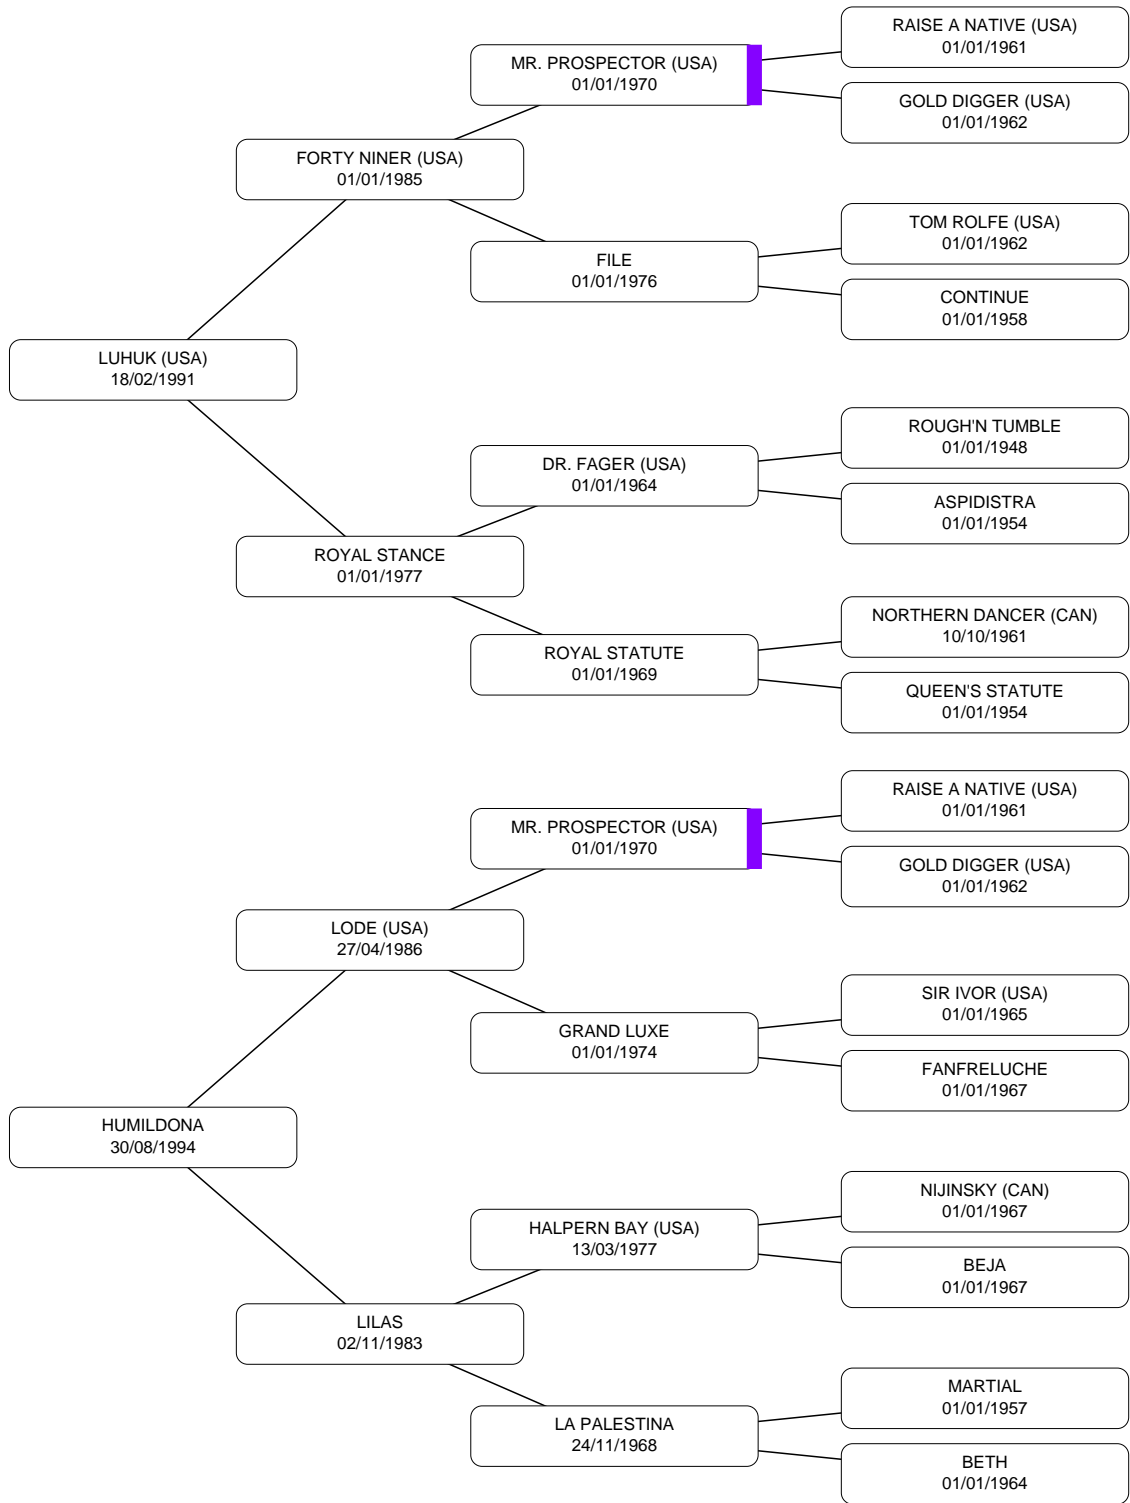 RAISE A NATIVE (USA)
01/01/1961
MR. PROSPECTOR (USA)
01/01/1970
GOLD DIGGER (USA)
01/01/1962
FORTY NINER (USA)
01/01/1985
TOM ROLFE (USA)
01/01/1962
FILE
01/01/1976
CONTINUE
01/01/1958
LUHUK (USA)
18/02/1991
ROUGH'N TUMBLE
01/01/1948
DR. FAGER (USA)
01/01/1964
ASPIDISTRA
01/01/1954
ROYAL STANCE
01/01/1977
NORTHERN DANCER (CAN)
10/10/1961
ROYAL STATUTE
01/01/1969
QUEEN'S STATUTE
01/01/1954
RAISE A NATIVE (USA)
01/01/1961
MR. PROSPECTOR (USA)
01/01/1970
GOLD DIGGER (USA)
01/01/1962
LODE (USA)
27/04/1986
SIR IVOR (USA)
01/01/1965
GRAND LUXE
01/01/1974
FANFRELUCHE
01/01/1967
HUMILDONA
30/08/1994
NIJINSKY (CAN)
01/01/1967
HALPERN BAY (USA)
13/03/1977
BEJA
01/01/1967
LILAS
02/11/1983
MARTIAL
01/01/1957
LA PALESTINA
24/11/1968
BETH
01/01/1964